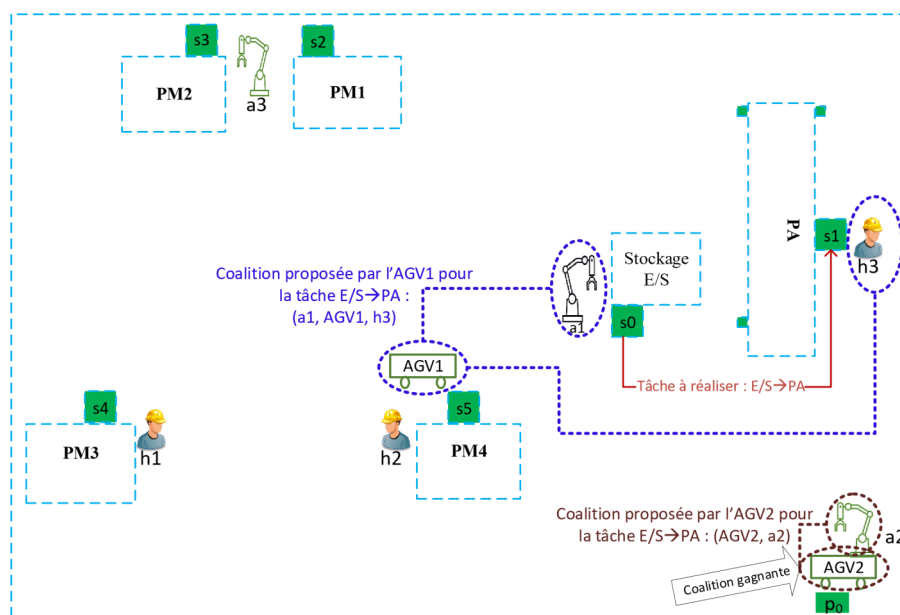 s3
s2
PM2
a3
PM1
PA
s1
h3
Stockage
E/S
a1
s0
Coalition proposée par l'AGV1 pour
la tâche E/S→PA :
(a1, AGV1, h3)
AGV1
Tâche à réaliser : E/S→PA
s4
PM3
h1
h2
s5
PM4
Coalition proposée par l'AGV2 pour
la tâche E/S→PA : (AGV2, a2)
a2
AGV2
Coalition gagnante
p₀